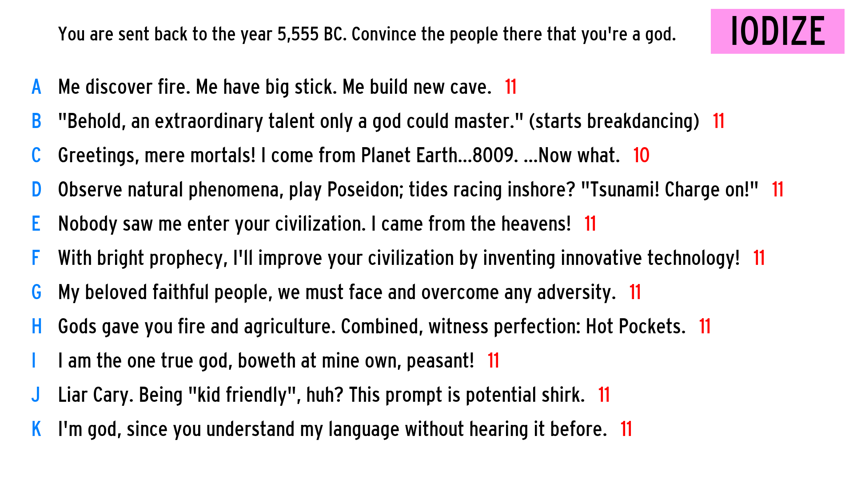 You are sent back to the year 5,555 BC. Convince the people there that you're a god.
IODIZE
A Me discover fire. Me have big stick. Me build new cave. 11
B "Behold, an extraordinary talent only a god could master." (starts breakdancing) 11
C Greetings, mere mortals! I come from Planet Earth...8009. ...Now what. 10
D Observe natural phenomena, play Poseidon; tides racing inshore? "Tsunami! Charge on!" 11
E Nobody saw me enter your civilization. I came from the heavens! 11
F With bright prophecy, I'll improve your civilization by inventing innovative technology! 11
G My beloved faithful people, we must face and overcome any adversity. 11
H Gods gave you fire and agriculture. Combined, witness perfection: Hot Pockets. 11
I I am the one true god, boweth at mine own, peasant! 11
J Liar Cary. Being "kid friendly", huh? This prompt is potential shirk. 11
K I'm god, since you understand my language without hearing it before. 11